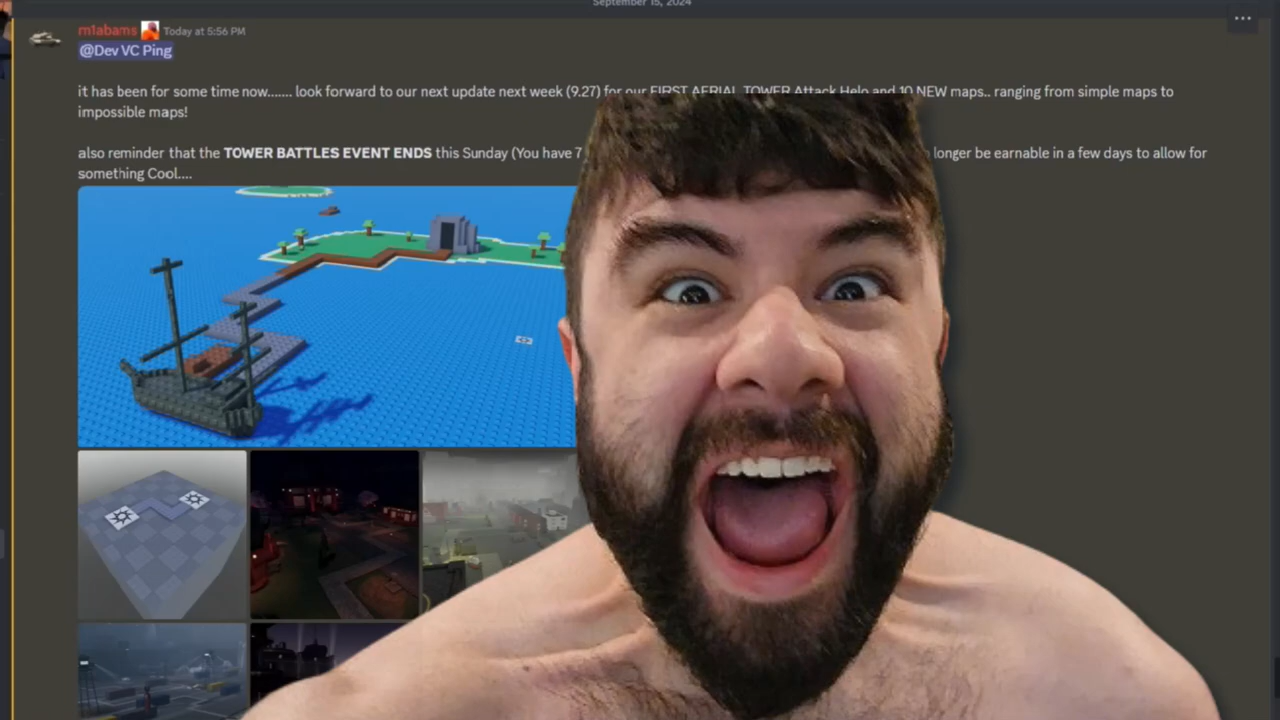 September 15, 2024
m1abams Today at 5:56 PM
@Dev VC Ping
it has been for some time now....... look forward to our next update next week (9.27) for our FIRST AERIAL TOWER Attack Help and 10 NEW maps.. ranging from simple maps to
impossible maps!
also reminder that the TOWER BATTLES EVENT ENDS this Sunday (You have 7 longer be earnable in a few days to allow for
something Cool....